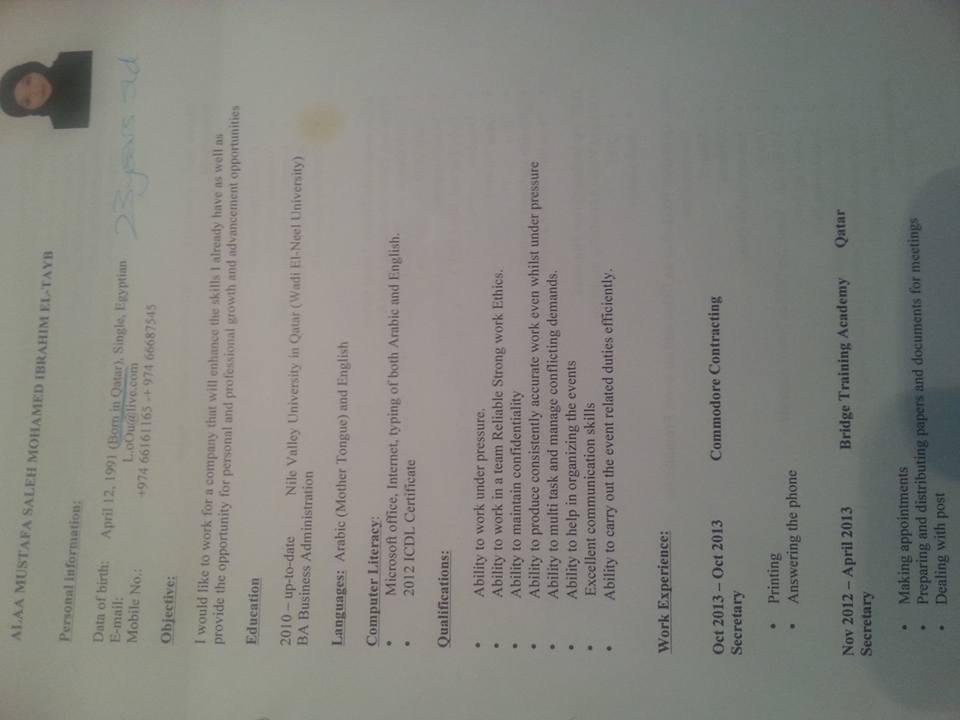 ALAA MUSTAFA SALEH MOHAMED IBRAHIM EL-TAYB
Personal information:
Data of birth: April 12, 1991 (Born in Qatar), Single, Egyptian 23 years old
E-mail: L.oOu@live.com
Mobile No.: +974 66161165 -+ 974 66687545
Objective:
I would like to work for a company that will enhance the skills I already have as well as
provide the opportunity for personal and professional growth and advancement opportunities
Education
2010 – up-to-date Nile Valley University in Qatar (Wadi El-Neel University)
BA Business Administration
Languages: Arabic (Mother Tongue) and English
Computer Literacy:
• Microsoft office, Internet, typing of both Arabic and English.
• 2012 ICDL Certificate
Qualifications:
• Ability to work under pressure.
• Ability to work in a team Reliable Strong work Ethics.
• Ability to maintain confidentiality
• Ability to produce consistently accurate work even whilst under pressure
• Ability to multi task and manage conflicting demands.
• Ability to help in organizing the events
• Excellent communication skills
• Ability to carry out the event related duties efficiently.
Work Experience:
Oct 2013 – Oct 2013 Commodore Contracting
Secretary
• Printing
• Answering the phone
Nov 2012 – April 2013 Bridge Training Academy Qatar
Secretary
• Making appointments
• Preparing and distributing papers and documents for meetings
• Dealing with post